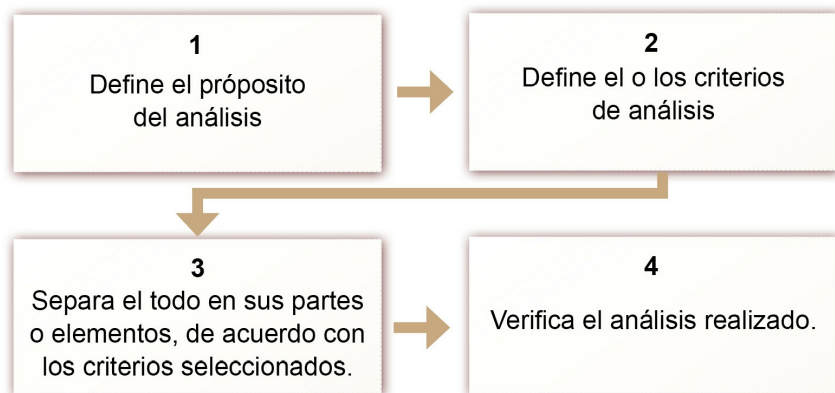 1
Define el próposito
del análisis
2
Define el o los criterios
de análisis
3
Separa el todo en sus partes
o elementos, de acuerdo con
los criterios seleccionados.
4
Verifica el análisis realizado.